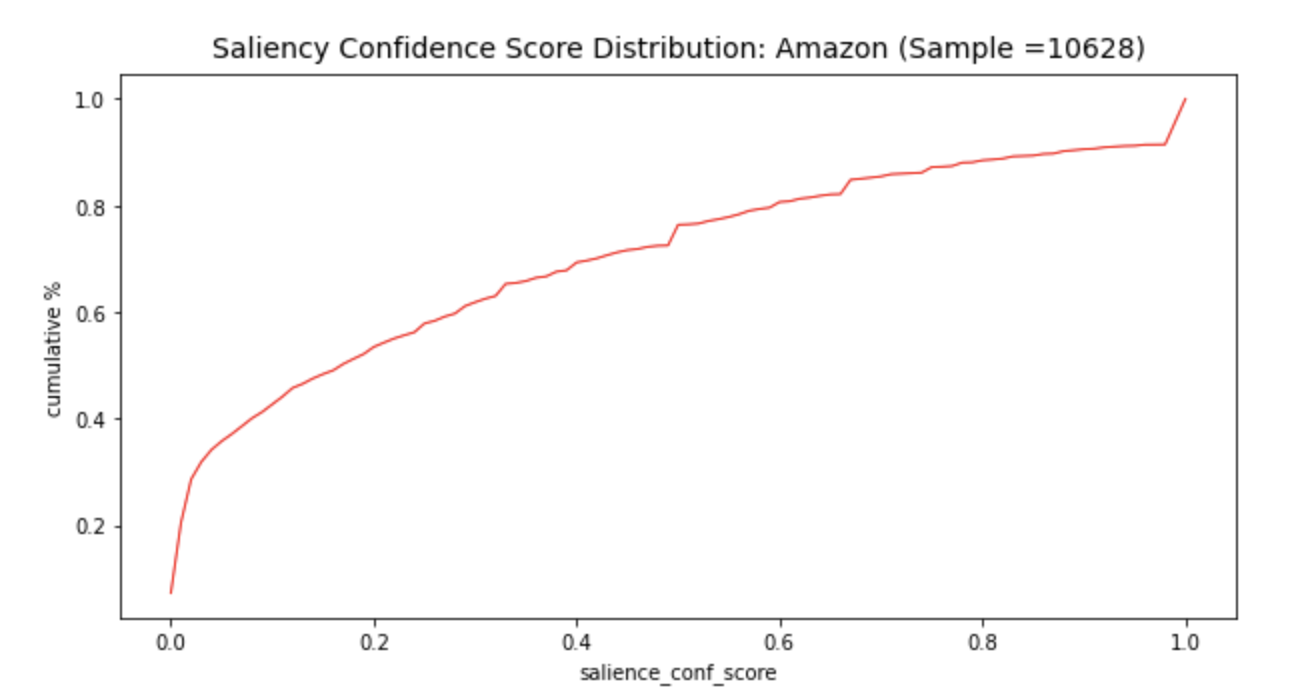 Saliency Confidence Score Distribution: Amazon (Sample =10628)
1.0
0.8
0.6
0.4
0.2
cumulative %
0.0 0.2 0.4 0.6 0.8 1.0
salience_conf_score